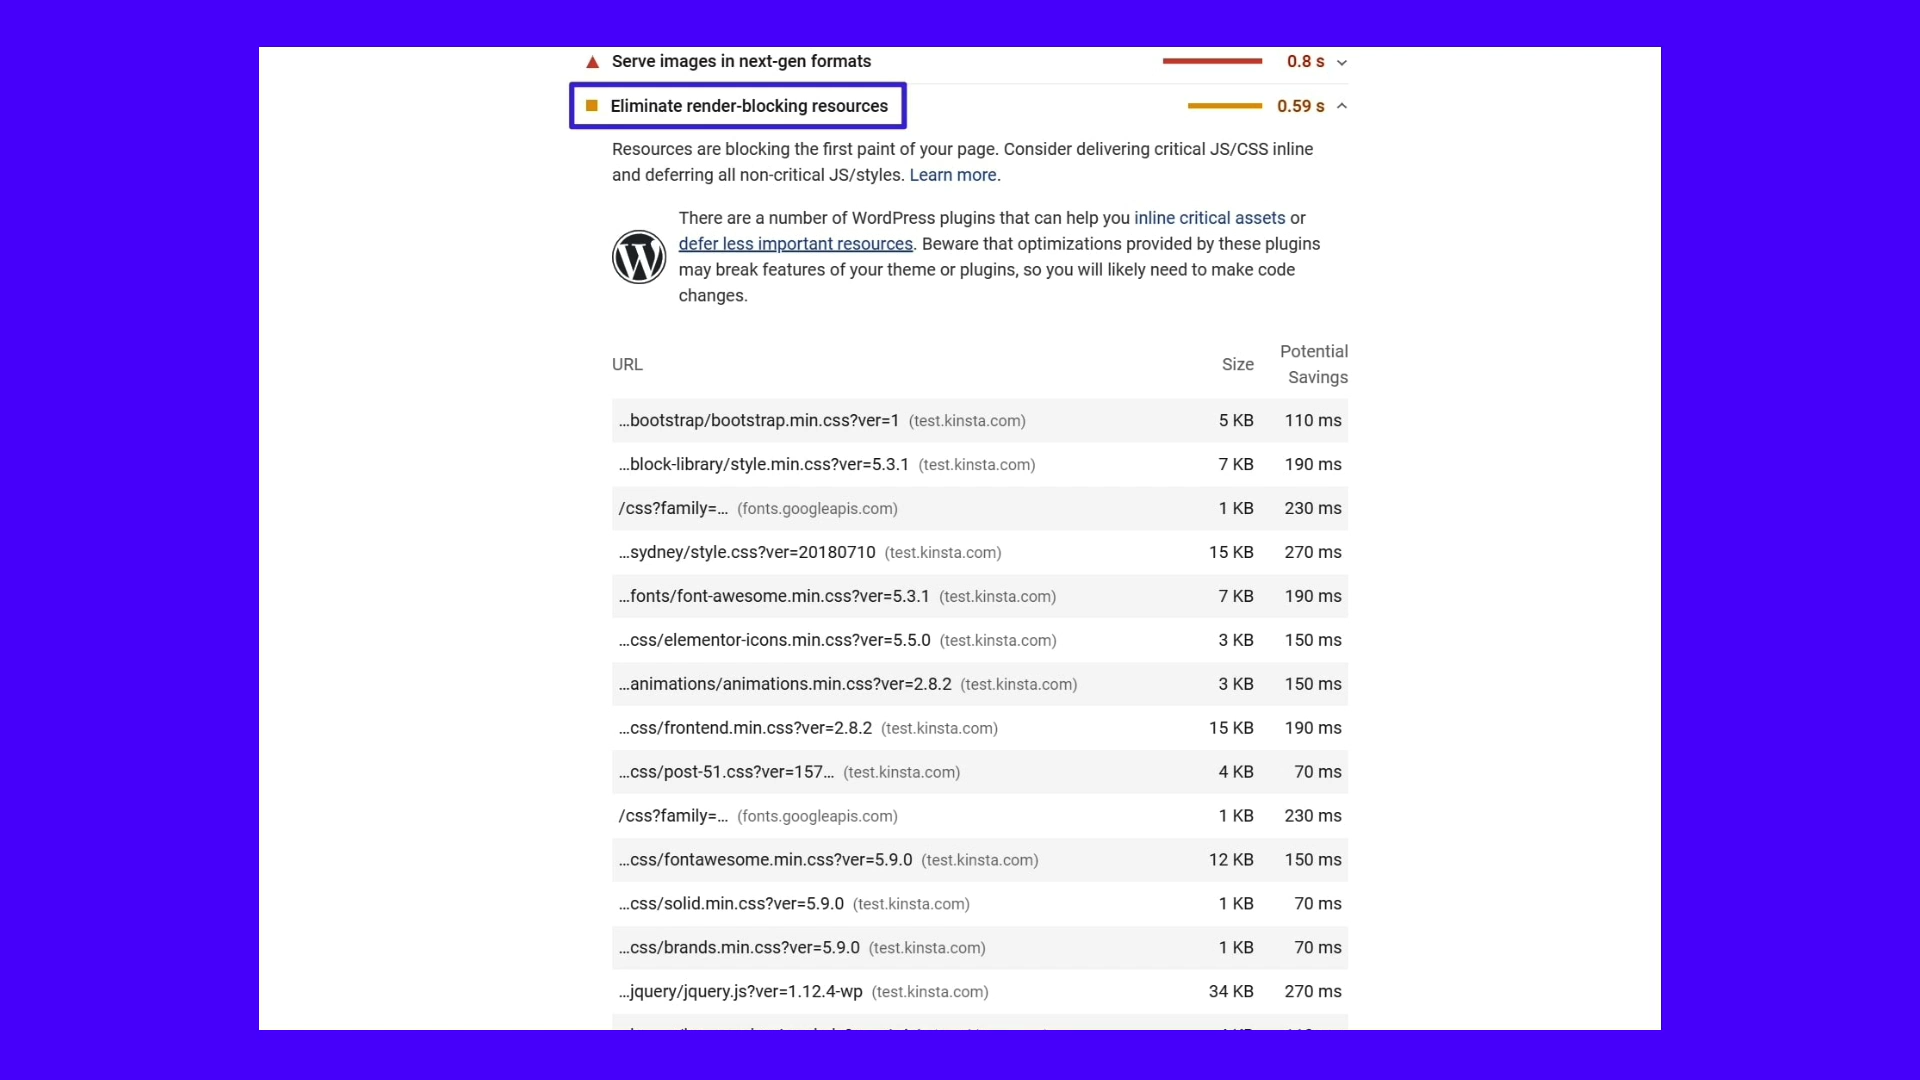 Serve images in next-gen formats 0.8 s
Eliminate render-blocking resources 0.59 s
Resources are blocking the first paint of your page. Consider delivering critical JS/CSS inline
and deferring all non-critical JS/styles. Learn more.
There are a number of WordPress plugins that can help you inline critical assets or
defer less important resources. Beware that optimizations provided by these plugins
may break features of your theme or plugins, so you will likely need to make code
changes.
URL Size Potential Savings
...bootstrap/bootstrap.min.css?ver=1 (test.kinsta.com) 5 KB 110 ms
...block-library/style.min.css?ver=5.3.1 (test.kinsta.com) 7 KB 190 ms
/css?family=... (fonts.googleapis.com) 1 KB 230 ms
...sydney/style.css?ver=20180710 (test.kinsta.com) 15 KB 270 ms
...fonts/font-awesome.min.css?ver=5.3.1 (test.kinsta.com) 7 KB 190 ms
...css/elementor-icons.min.css?ver=5.5.0 (test.kinsta.com) 3 KB 150 ms
...animations/animations.min.css?ver=2.8.2 (test.kinsta.com) 3 KB 150 ms
...css/frontend.min.css?ver=2.8.2 (test.kinsta.com) 15 KB 190 ms
...css/post-51.css?ver=157... (test.kinsta.com) 4 KB 70 ms
/css?family=... (fonts.googleapis.com) 1 KB 230 ms
...css/fontawesome.min.css?ver=5.9.0 (test.kinsta.com) 12 KB 150 ms
...css/solid.min.css?ver=5.9.0 (test.kinsta.com) 1 KB 70 ms
...css/brands.min.css?ver=5.9.0 (test.kinsta.com) 1 KB 70 ms
...jquery/jquery.js?ver=1.12.4-wp (test.kinsta.com) 34 KB 270 ms